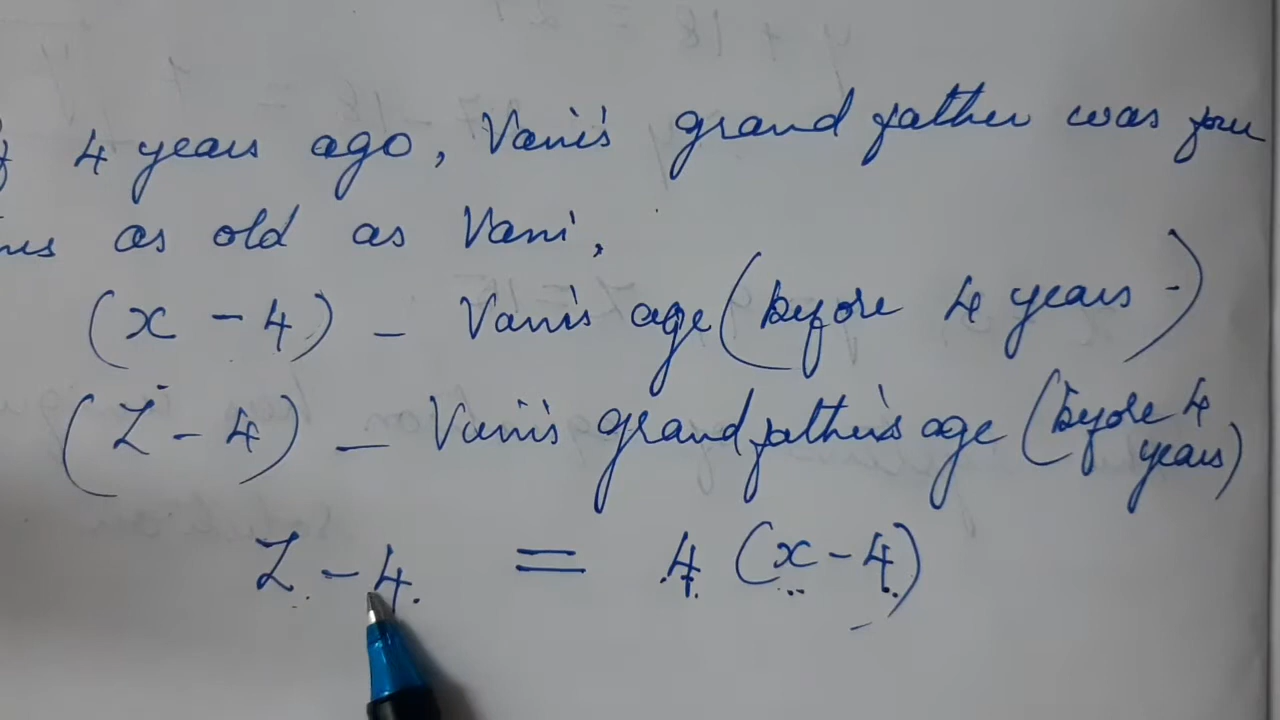 4 years ago, Vani's grand father was four
as old as Vani,
(x - 4) - Vani's age (before 4 years -)
(Z - 4) - Vani's grandfather's age (before 4 years)
Z - 4 = 4 (x - 4)